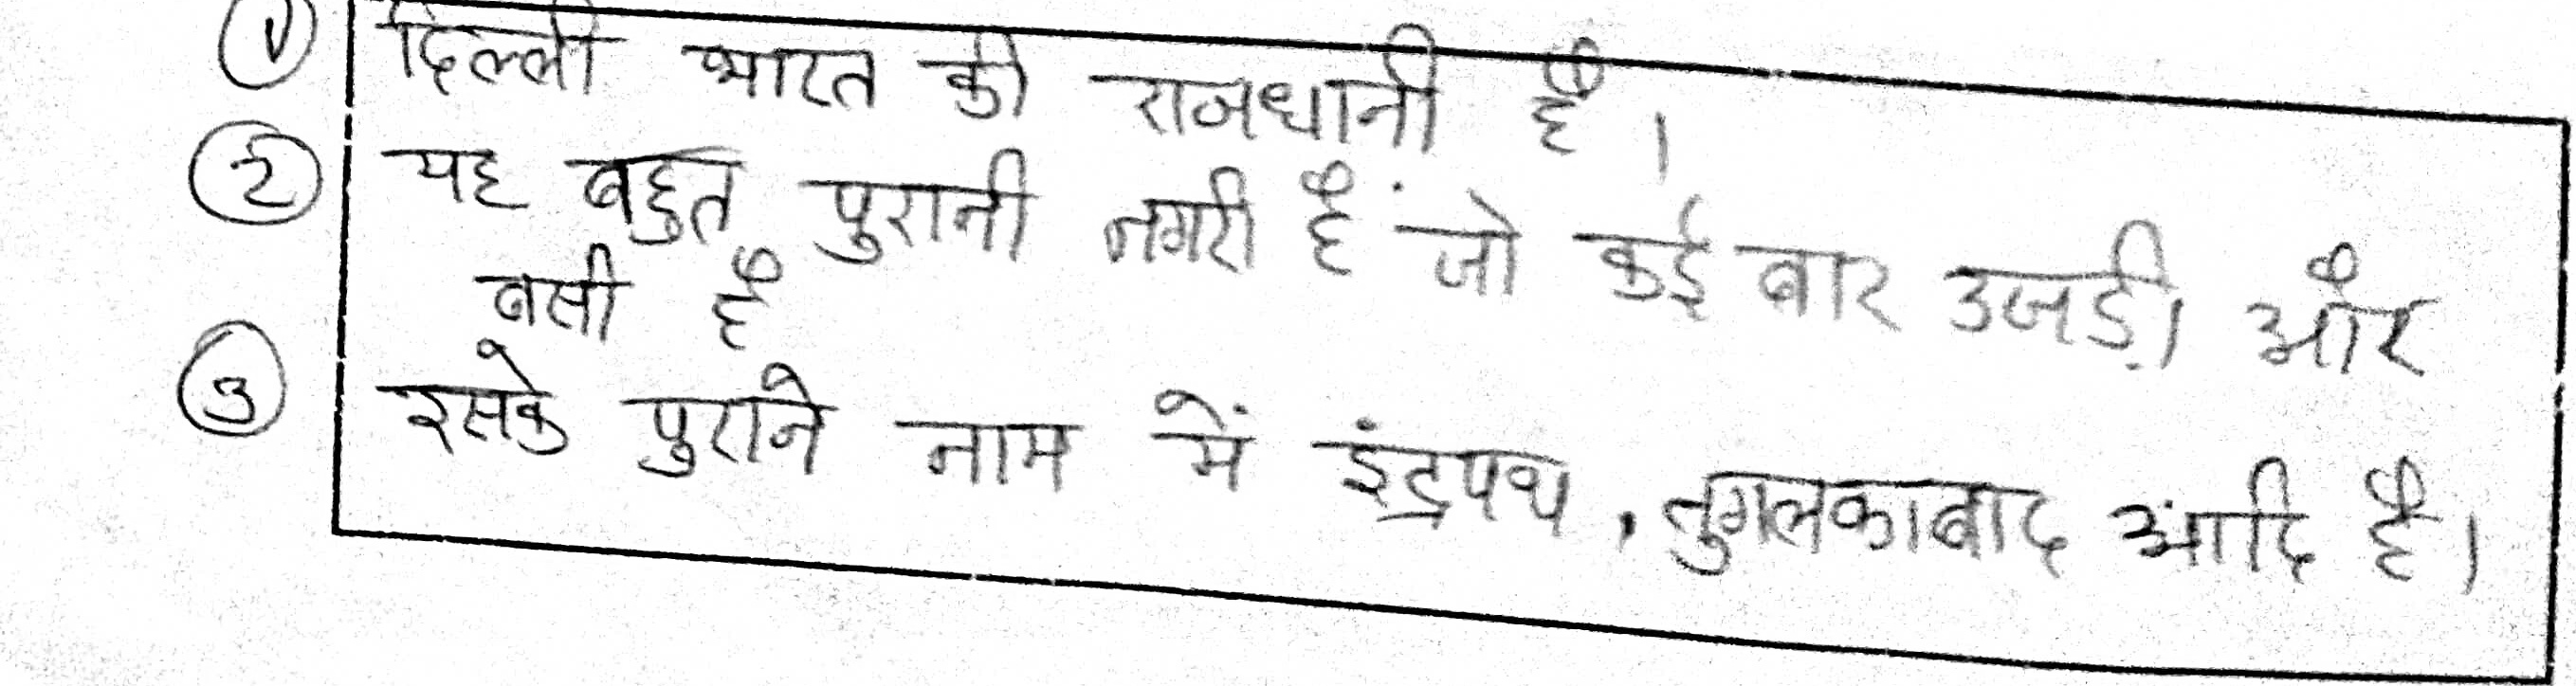 ① दिल्ली भारत की राजधानी है ।
② यह बहुत पुरानी नगरी हैं जो कई बार उजड़ी और
बसी है
③ इसके पुराने नाम में इंद्रपथ , तुगलकाबाद आदि है।